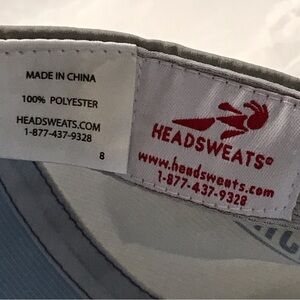 MADE IN CHINA
100% POLYESTER
HEADSWEATS.COM
1-877-437-9328
8
HEADSWEATS®
www.headsweats.com
1-877-437-9328